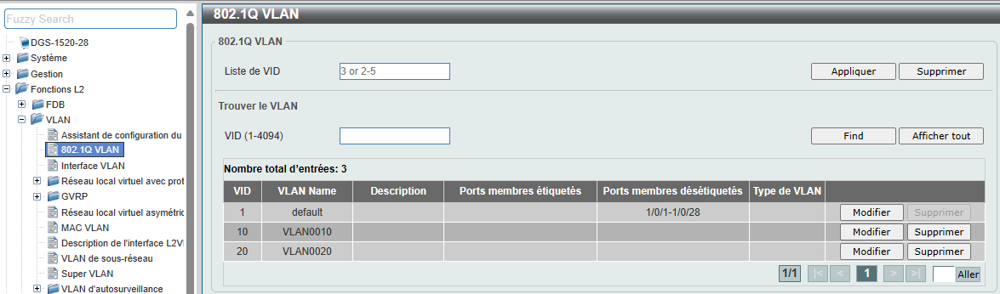 Fuzzy Search
DGS-1520-28
Système
Gestion
Fonctions L2
FDB
VLAN
Assistant de configuration du
802.1Q VLAN
Interface VLAN
Réseau local virtuel avec prot
GVRP
Réseau local virtuel asymétric
MAC VLAN
Description de l'interface L2VI
VLAN de sous-réseau
Super VLAN
VLAN d'autosurveillance
802.1Q VLAN
802.1Q VLAN
Liste de VID 3 or 2-5 Appliquer Supprimer
Trouver le VLAN
VID (1-4094) Find Afficher tout
Nombre total d'entrées: 3
VID VLAN Name Description Ports membres étiquetés Ports membres désétiquetés Type de VLAN
1 default 1/0/1-1/0/28 Modifier Supprimer
10 VLAN0010 Modifier Supprimer
20 VLAN0020 Modifier Supprimer
1/1 |< < 1 > >| Aller